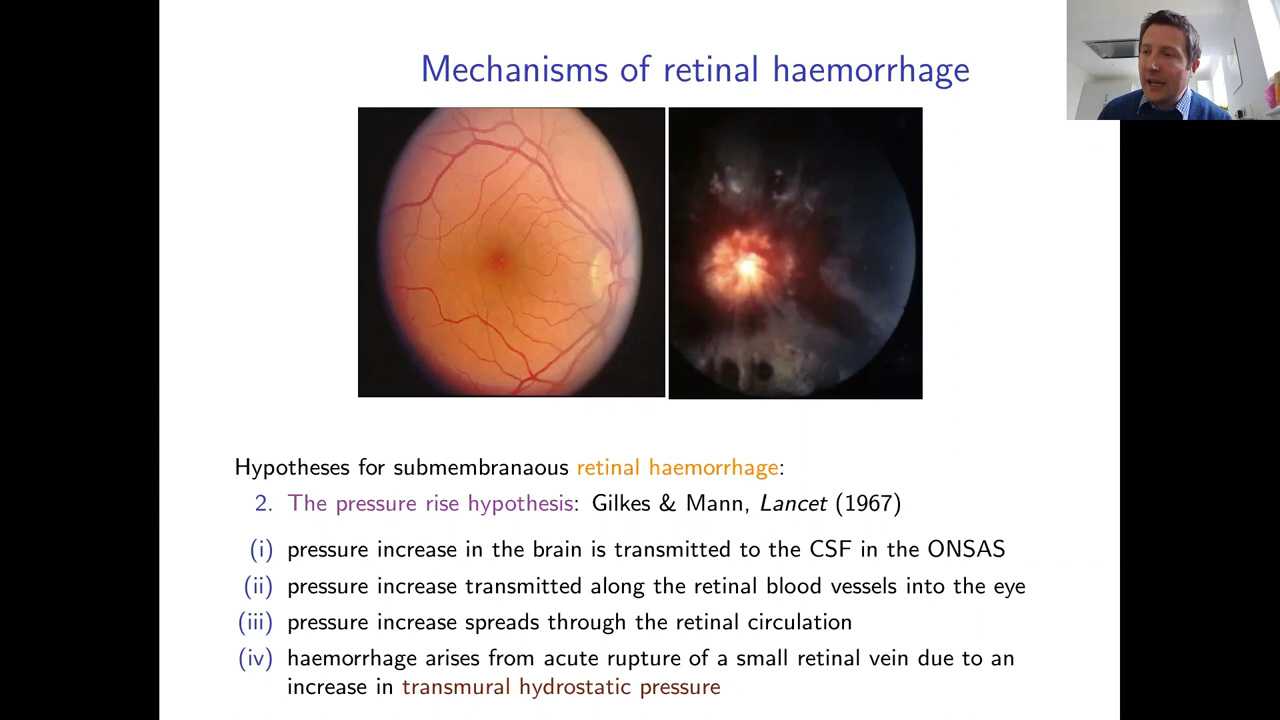 Mechanisms of retinal haemorrhage
Hypotheses for submembranaous retinal haemorrhage:
2. The pressure rise hypothesis: Gilkes & Mann, Lancet (1967)
(i) pressure increase in the brain is transmitted to the CSF in the ONSAS
(ii) pressure increase transmitted along the retinal blood vessels into the eye
(iii) pressure increase spreads through the retinal circulation
(iv) haemorrhage arises from acute rupture of a small retinal vein due to an
increase in transmural hydrostatic pressure